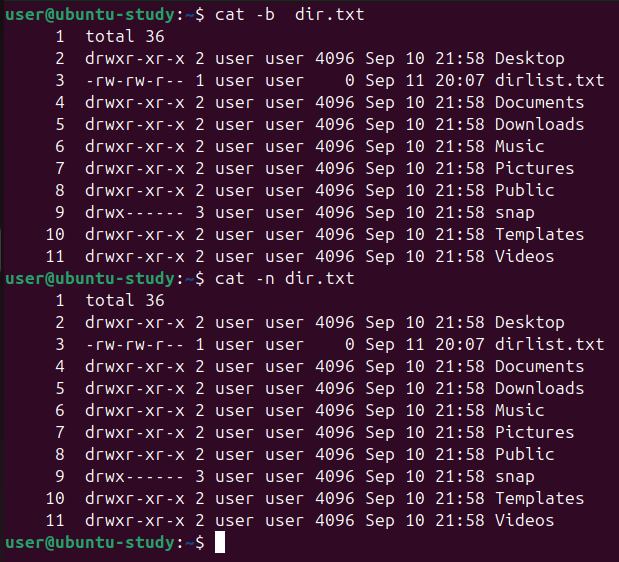 user@ubuntu-study:~$ cat -b  dir.txt
     1  total 36
     2  drwxr-xr-x 2 user user 4096 Sep 10 21:58 Desktop
     3  -rw-rw-r-- 1 user user    0 Sep 11 20:07 dirlist.txt
     4  drwxr-xr-x 2 user user 4096 Sep 10 21:58 Documents
     5  drwxr-xr-x 2 user user 4096 Sep 10 21:58 Downloads
     6  drwxr-xr-x 2 user user 4096 Sep 10 21:58 Music
     7  drwxr-xr-x 2 user user 4096 Sep 10 21:58 Pictures
     8  drwxr-xr-x 2 user user 4096 Sep 10 21:58 Public
     9  drwx------ 3 user user 4096 Sep 10 21:58 snap
    10  drwxr-xr-x 2 user user 4096 Sep 10 21:58 Templates
    11  drwxr-xr-x 2 user user 4096 Sep 10 21:58 Videos
user@ubuntu-study:~$ cat -n dir.txt
     1  total 36
     2  drwxr-xr-x 2 user user 4096 Sep 10 21:58 Desktop
     3  -rw-rw-r-- 1 user user    0 Sep 11 20:07 dirlist.txt
     4  drwxr-xr-x 2 user user 4096 Sep 10 21:58 Documents
     5  drwxr-xr-x 2 user user 4096 Sep 10 21:58 Downloads
     6  drwxr-xr-x 2 user user 4096 Sep 10 21:58 Music
     7  drwxr-xr-x 2 user user 4096 Sep 10 21:58 Pictures
     8  drwxr-xr-x 2 user user 4096 Sep 10 21:58 Public
     9  drwx------ 3 user user 4096 Sep 10 21:58 snap
    10  drwxr-xr-x 2 user user 4096 Sep 10 21:58 Templates
    11  drwxr-xr-x 2 user user 4096 Sep 10 21:58 Videos
user@ubuntu-study:~$